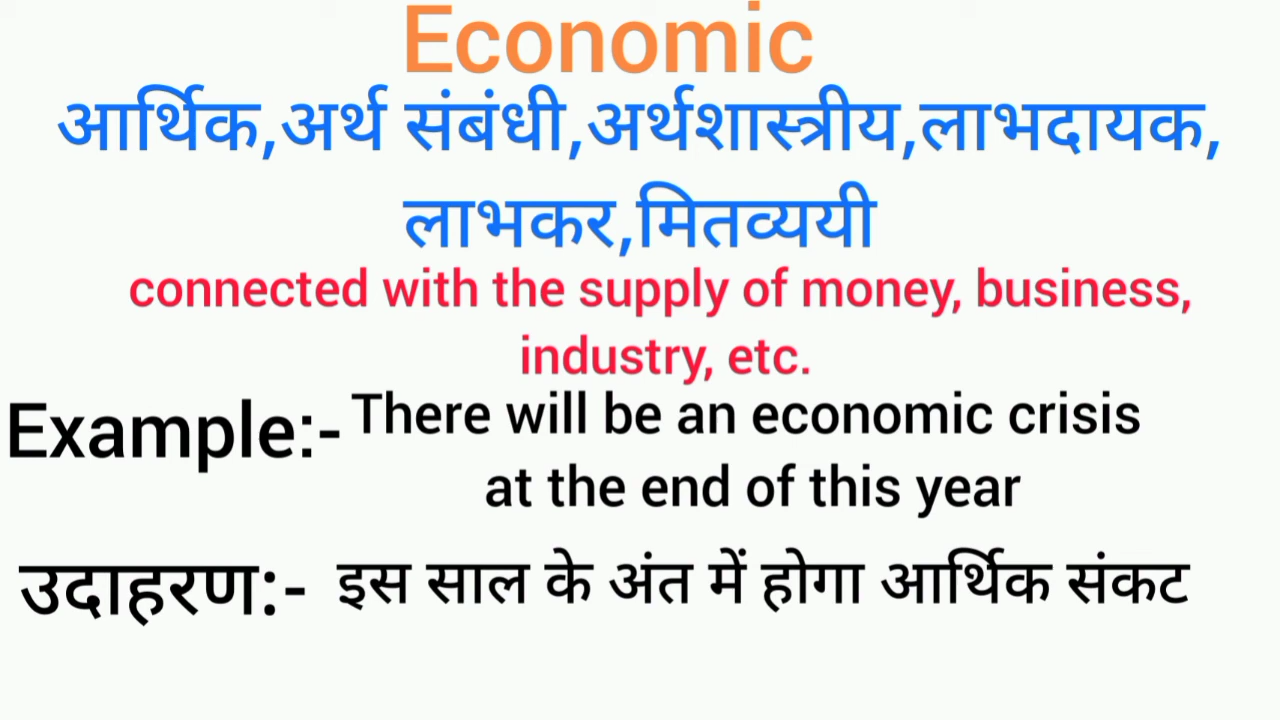 Economic
आर्थिक,अर्थ संबंधी,अर्थशास्त्रीय,लाभदायक,
लाभकर,मितव्ययी
connected with the supply of money, business,
industry, etc.
Example:- There will be an economic crisis
at the end of this year
उदाहरण:- इस साल के अंत में होगा आर्थिक संकट